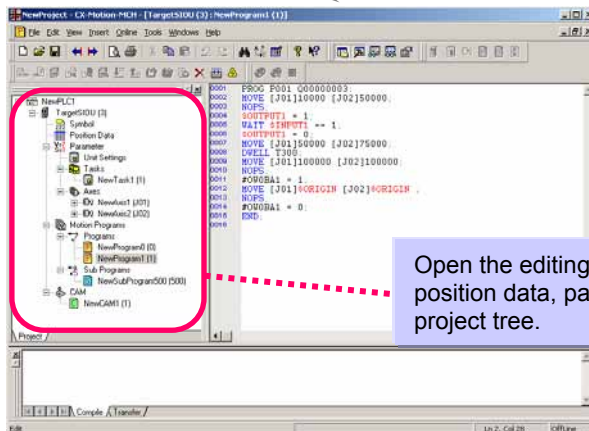 NewProject - CX-Motion-MCH - [TargetSIOU (3) : NewProgram1 (1)]
File Edit View Insert Online Tools Windows Help
NewPLC1
TargetSIOU [3]
Symbol
Position Data
Parameter
Unit Settings
Tasks
NewTask1 (1)
Axes
NewAxis1 (J01)
NewAxis2 (J02)
Motion Programs
Programs
NewProgram0 (0)
NewProgram1 (1)
Sub Programs
NewSubProgram500 (500)
CAM
NewCAM1 (1)
Project
0001 PROG P001 Q00000003;
0002 MOVE [J01]10000 [J02]50000;
0003 NOPS;
0004 $OUTPUT1 = 1;
0005 WAIT $INPUT1 == 1;
0006 $OUTPUT1 = 0;
0007 MOVE [J01]50000 [J02]75000;
0008 DWELL T300;
0009 MOVE [J01]100000 [J02]100000;
0010 NOPS;
0011 #OW0BA1 = 1;
0012 MOVE [J01]$ORIGIN [J02]$ORIGIN ;
0013 NOPS;
0014 #OW0BA1 = 0;
0015 END;
0016
Open the editing
position data, pa
project tree.
Compile Transfer
Edit
Ln 2, Col 28
Offline